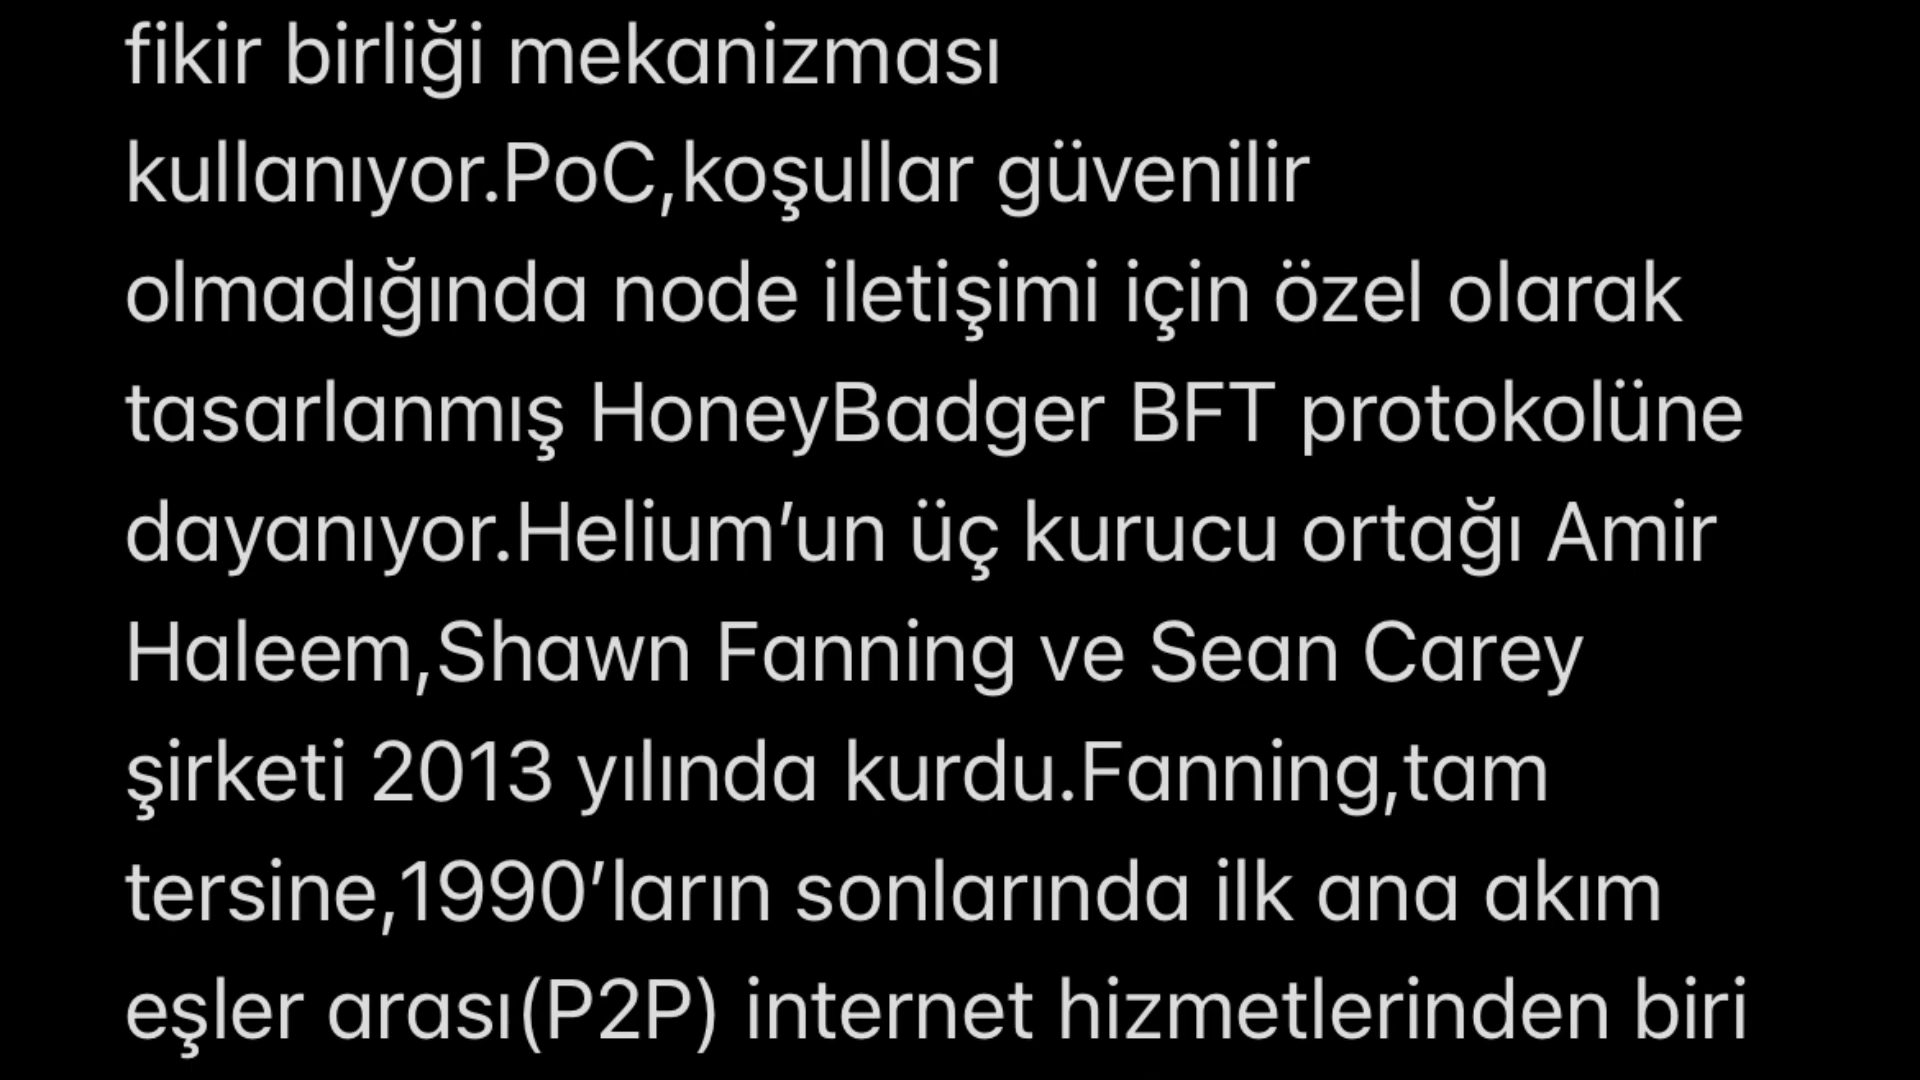 fikir birliği mekanizması
kullanıyor.PoC,koşullar güvenilir
olmadığında node iletişimi için özel olarak
tasarlanmış HoneyBadger BFT protokolüne
dayanıyor.Helium’un üç kurucu ortağı Amir
Haleem,Shawn Fanning ve Sean Carey
şirketi 2013 yılında kurdu.Fanning,tam
tersine,1990’ların sonlarında ilk ana akım
eşler arası(P2P) internet hizmetlerinden biri